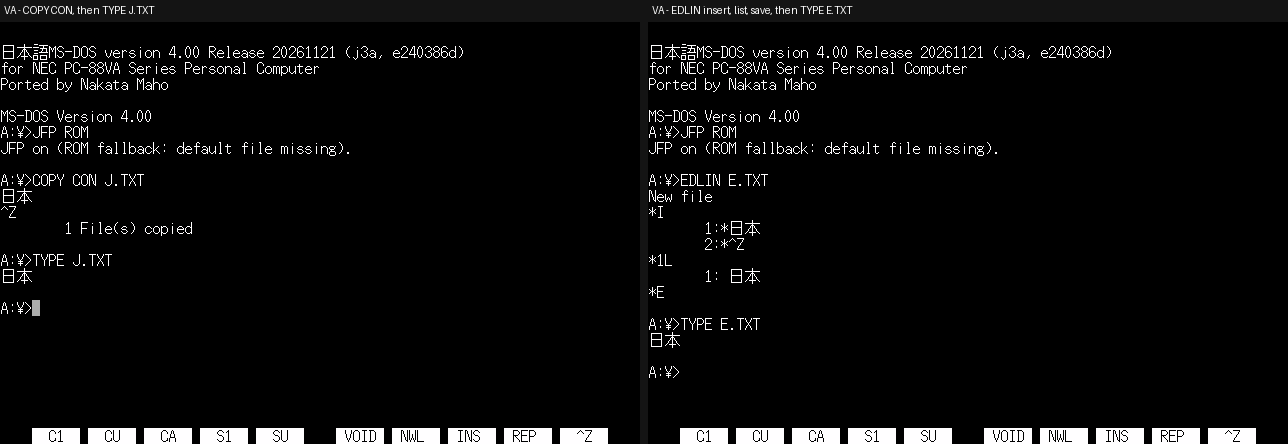 VA - COPY CON, then TYPE J.TXT
日本語MS-DOS version 4.00 Release 20261121 (j3a, e240386d)
for NEC PC-88VA Series Personal Computer
Ported by Nakata Maho
MS-DOS Version 4.00
A:¥>JFP ROM
JFP on (ROM fallback: default file missing).
A:¥>COPY CON J.TXT
日本
^Z
1 File(s) copied
A:¥>TYPE J.TXT
日本
A:¥>
C1 CU CA S1 SU VOID NWL INS REP ^Z
VA - EDLIN insert, list, save, then TYPE E.TXT
日本語MS-DOS version 4.00 Release 20261121 (j3a, e240386d)
for NEC PC-88VA Series Personal Computer
Ported by Nakata Maho
MS-DOS Version 4.00
A:¥>JFP ROM
JFP on (ROM fallback: default file missing).
A:¥>EDLIN E.TXT
New file
*I
1:*日本
2:*^Z
*1L
1: 日本
*E
A:¥>TYPE E.TXT
日本
A:¥>
C1 CU CA S1 SU VOID NWL INS REP ^Z